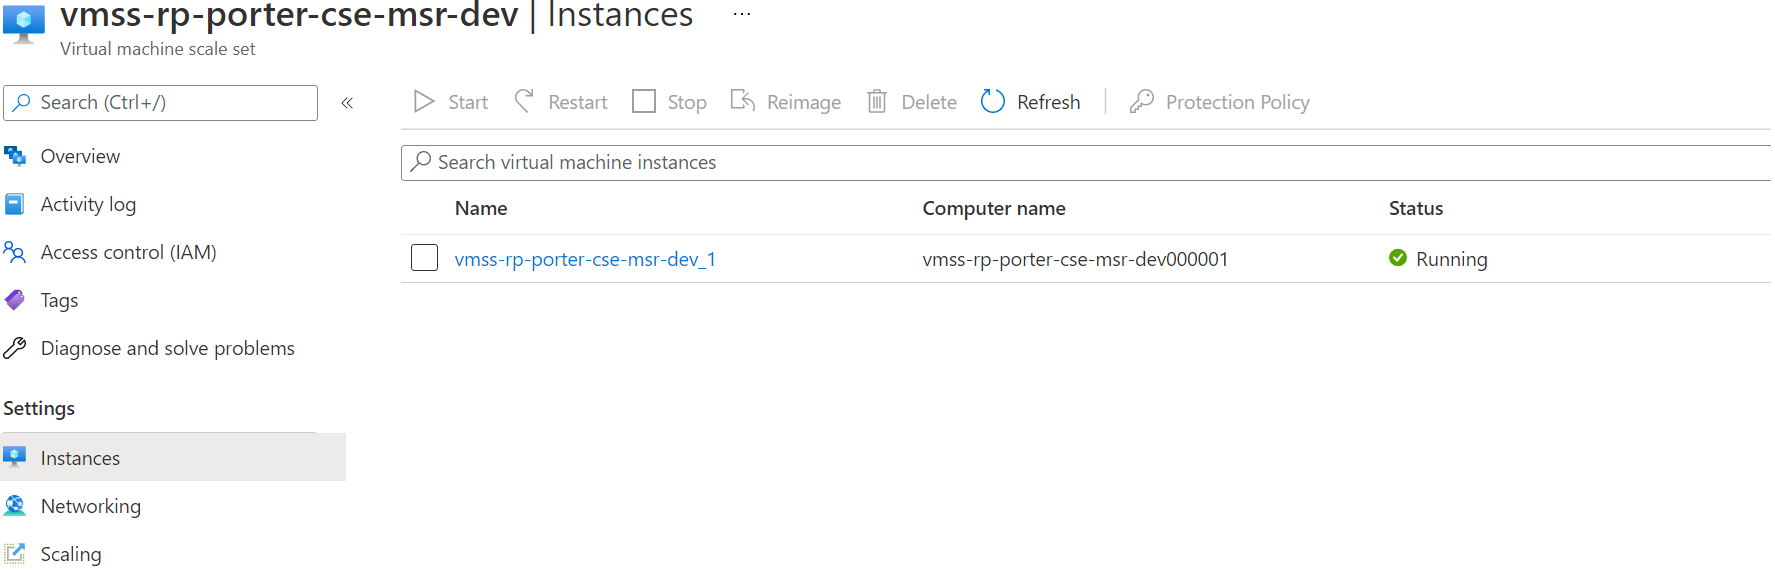 vmss-rp-porter-cse-msr-dev | Instances ...
Virtual machine scale set
Search (Ctrl+/) «
Start Restart Stop Reimage Delete Refresh Protection Policy
Search virtual machine instances
Overview
Activity log
Access control (IAM)
Tags
Diagnose and solve problems
Settings
Instances
Networking
Scaling
Name Computer name Status
vmss-rp-porter-cse-msr-dev_1 vmss-rp-porter-cse-msr-dev000001 Running